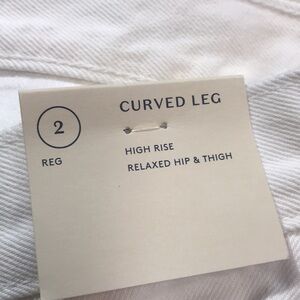 CURVED LEG
2
REG
HIGH RISE
RELAXED HIP & THIGH